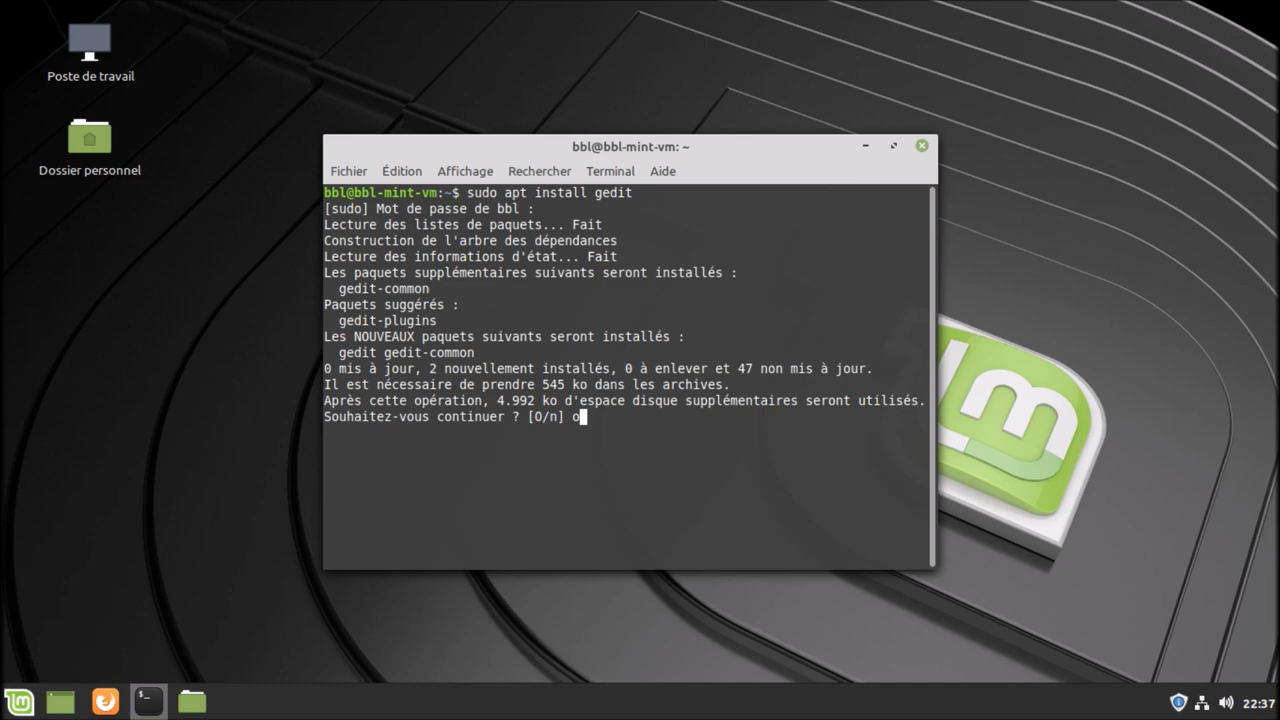 Poste de travail
Dossier personnel
bbl@bbl-mint-vm: ~
Fichier Édition Affichage Rechercher Terminal Aide
bbl@bbl-mint-vm:~$ sudo apt install gedit
[sudo] Mot de passe de bbl :
Lecture des listes de paquets... Fait
Construction de l'arbre des dépendances
Lecture des informations d'état... Fait
Les paquets supplémentaires suivants seront installés :
gedit-common
Paquets suggérés :
gedit-plugins
Les NOUVEAUX paquets suivants seront installés :
gedit gedit-common
0 mis à jour, 2 nouvellement installés, 0 à enlever et 47 non mis à jour.
Il est nécessaire de prendre 545 ko dans les archives.
Après cette opération, 4.992 ko d'espace disque supplémentaires seront utilisés.
Souhaitez-vous continuer ? [O/n] o
22:37